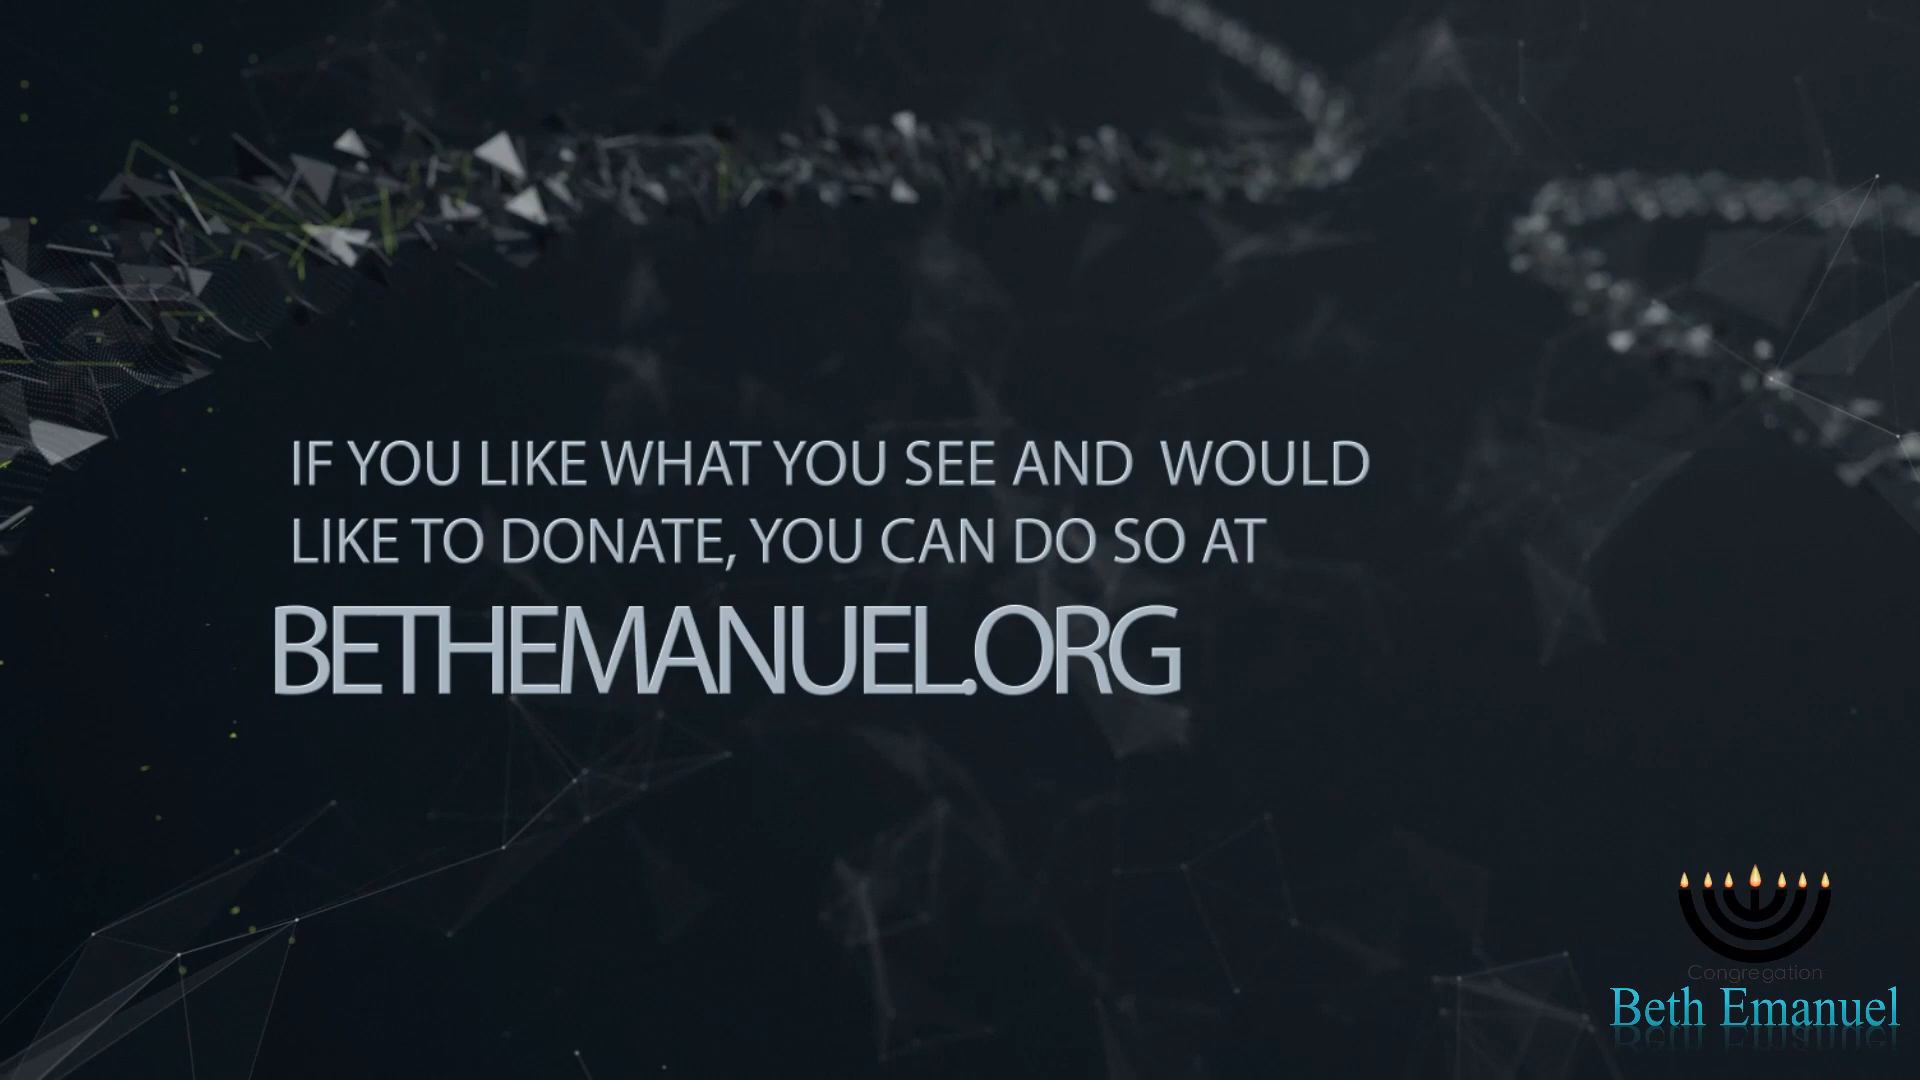 IF YOU LIKE WHAT YOU SEE AND WOULD
LIKE TO DONATE, YOU CAN DO SO AT
BETHEMANUEL.ORG
Congregation
Beth Emanuel